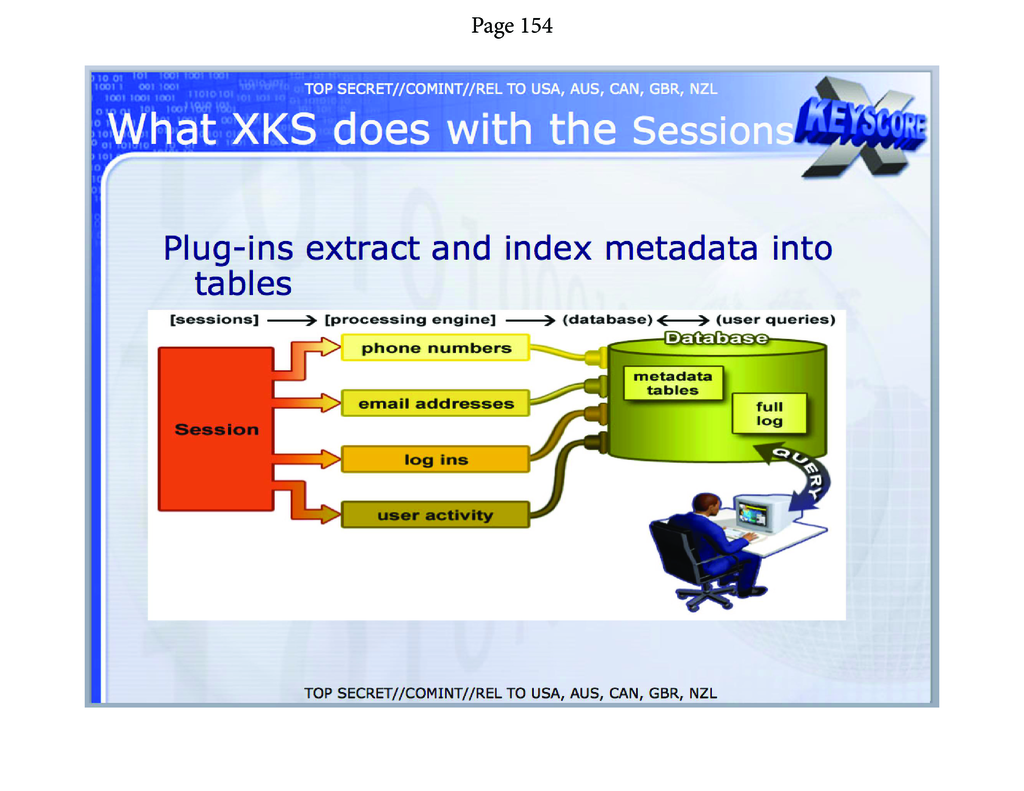 Page 154
TOP SECRET//COMINT//REL TO USA, AUS, CAN, GBR, NZL
What XKS does with the Sessions
X KEYSCORE
Plug-ins extract and index metadata into
tables
[sessions] ⟶ [processing engine] ⟶ (database) ⟷ (user queries)
Database
phone numbers
metadata
tables
email addresses
full
log
Session
log ins
QUERY
user activity
TOP SECRET//COMINT//REL TO USA, AUS, CAN, GBR, NZL